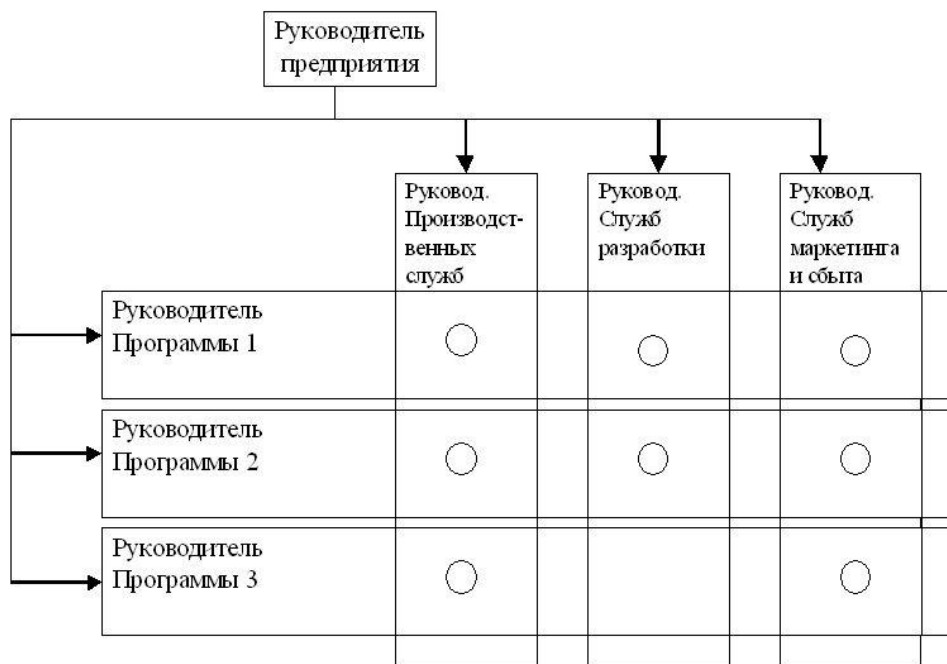 Руководитель
предприятия
Руковод.
Производст-
венных
служб
Руковод.
Служб
разработки
Руковод.
Служб
маркетинга
и сбыта
Руководитель
Программы 1
Руководитель
Программы 2
Руководитель
Программы 3